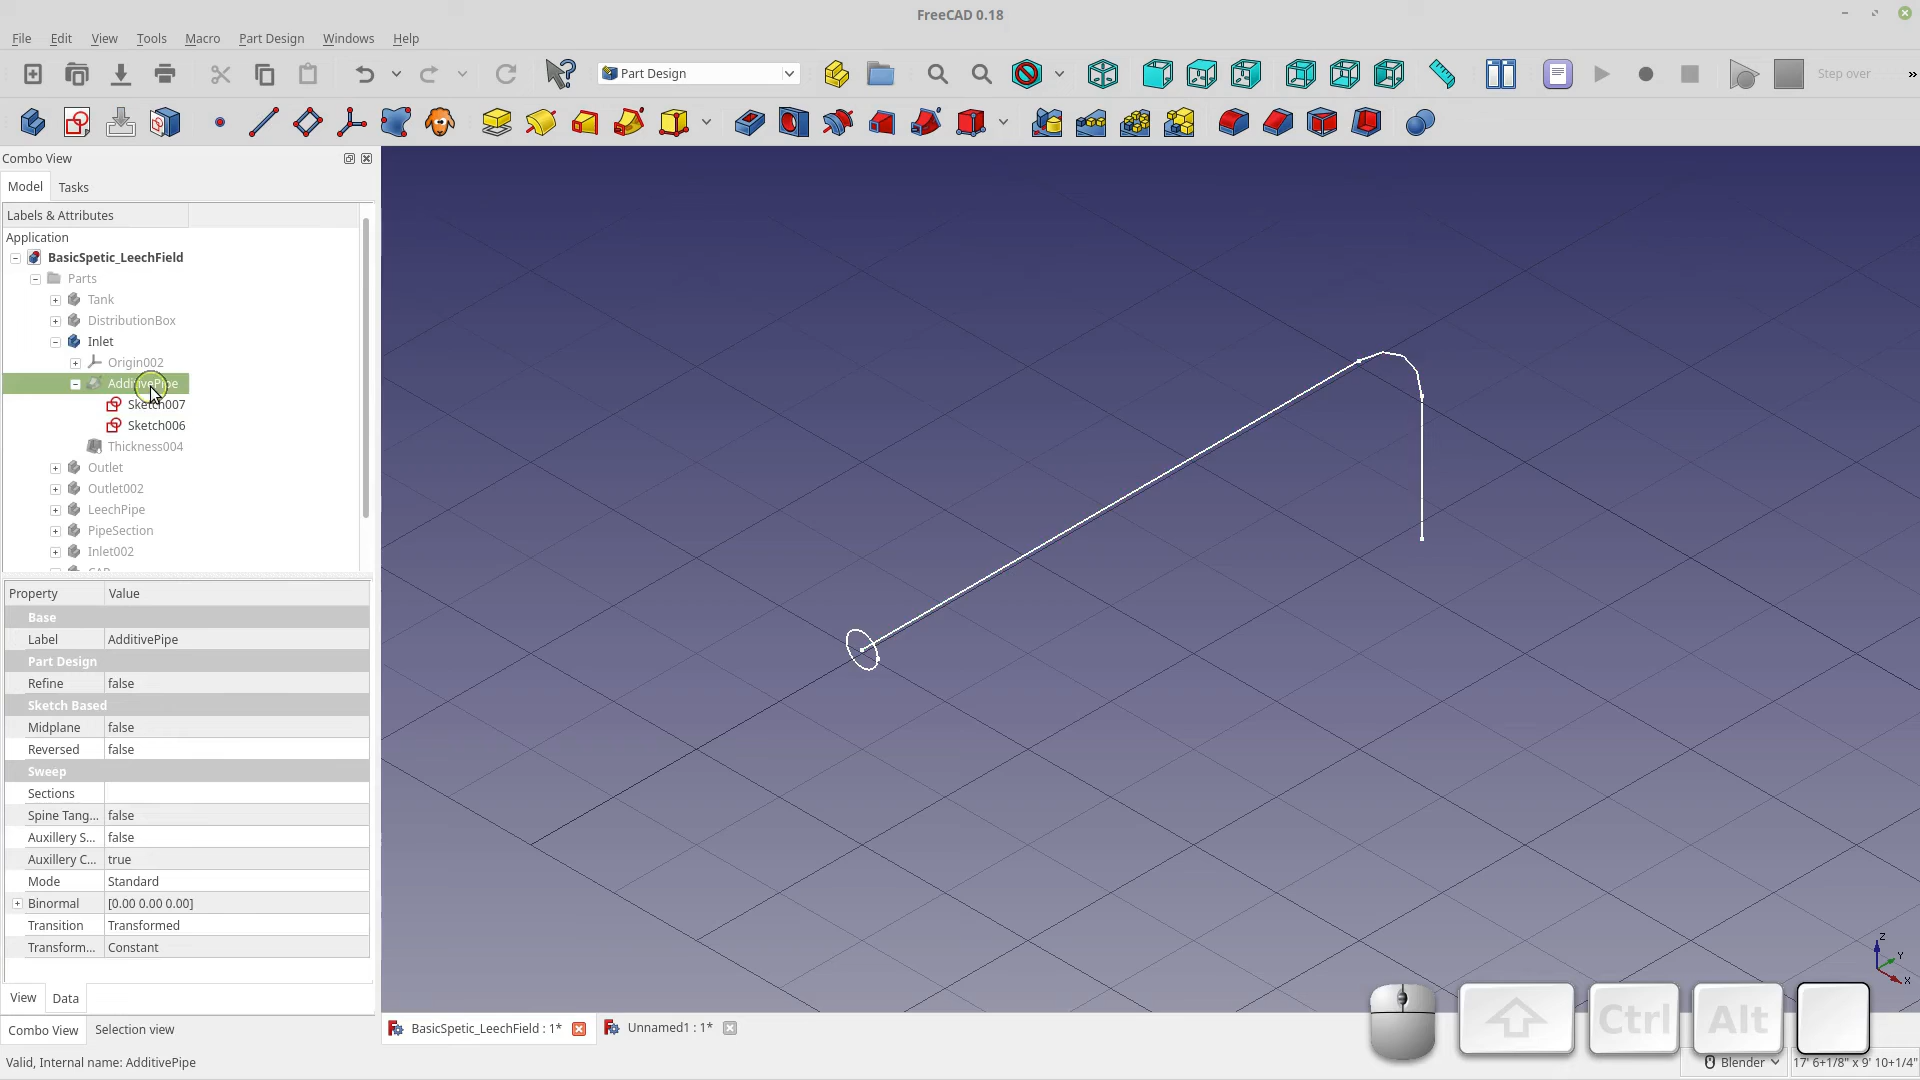 FreeCAD 0.18
File Edit View Tools Macro Part Design Windows Help
Part Design
Step over
»
Combo View
Model Tasks
Labels & Attributes
Application
BasicSpetic_LeechField
Parts
Tank
DistributionBox
Inlet
Origin002
AdditivePipe
Sketch007
Sketch006
Thickness004
Outlet
Outlet002
LeechPipe
PipeSection
Inlet002
Property Value
Base
Label AdditivePipe
Part Design
Refine false
Sketch Based
Midplane false
Reversed false
Sweep
Sections
Spine Tang... false
Auxillery S... false
Auxillery C... true
Mode Standard
Binormal [0.00 0.00 0.00]
Transition Transformed
Transform... Constant
View Data
Combo View Selection view
BasicSpetic_LeechField : 1* Unnamed1 : 1*
Z
Y
X
Ctrl Alt
Valid, Internal name: AdditivePipe
Blender 17' 6+1/8" x 9' 10+1/4"